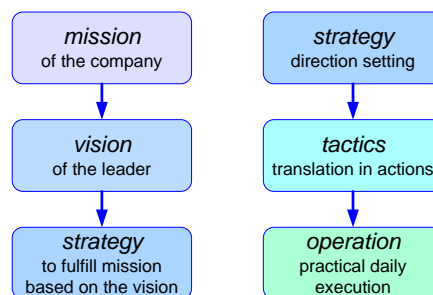 mission
of the company
vision
of the leader
strategy
to fulfill mission
based on the vision
strategy
direction setting
tactics
translation in actions
operation
practical daily
execution